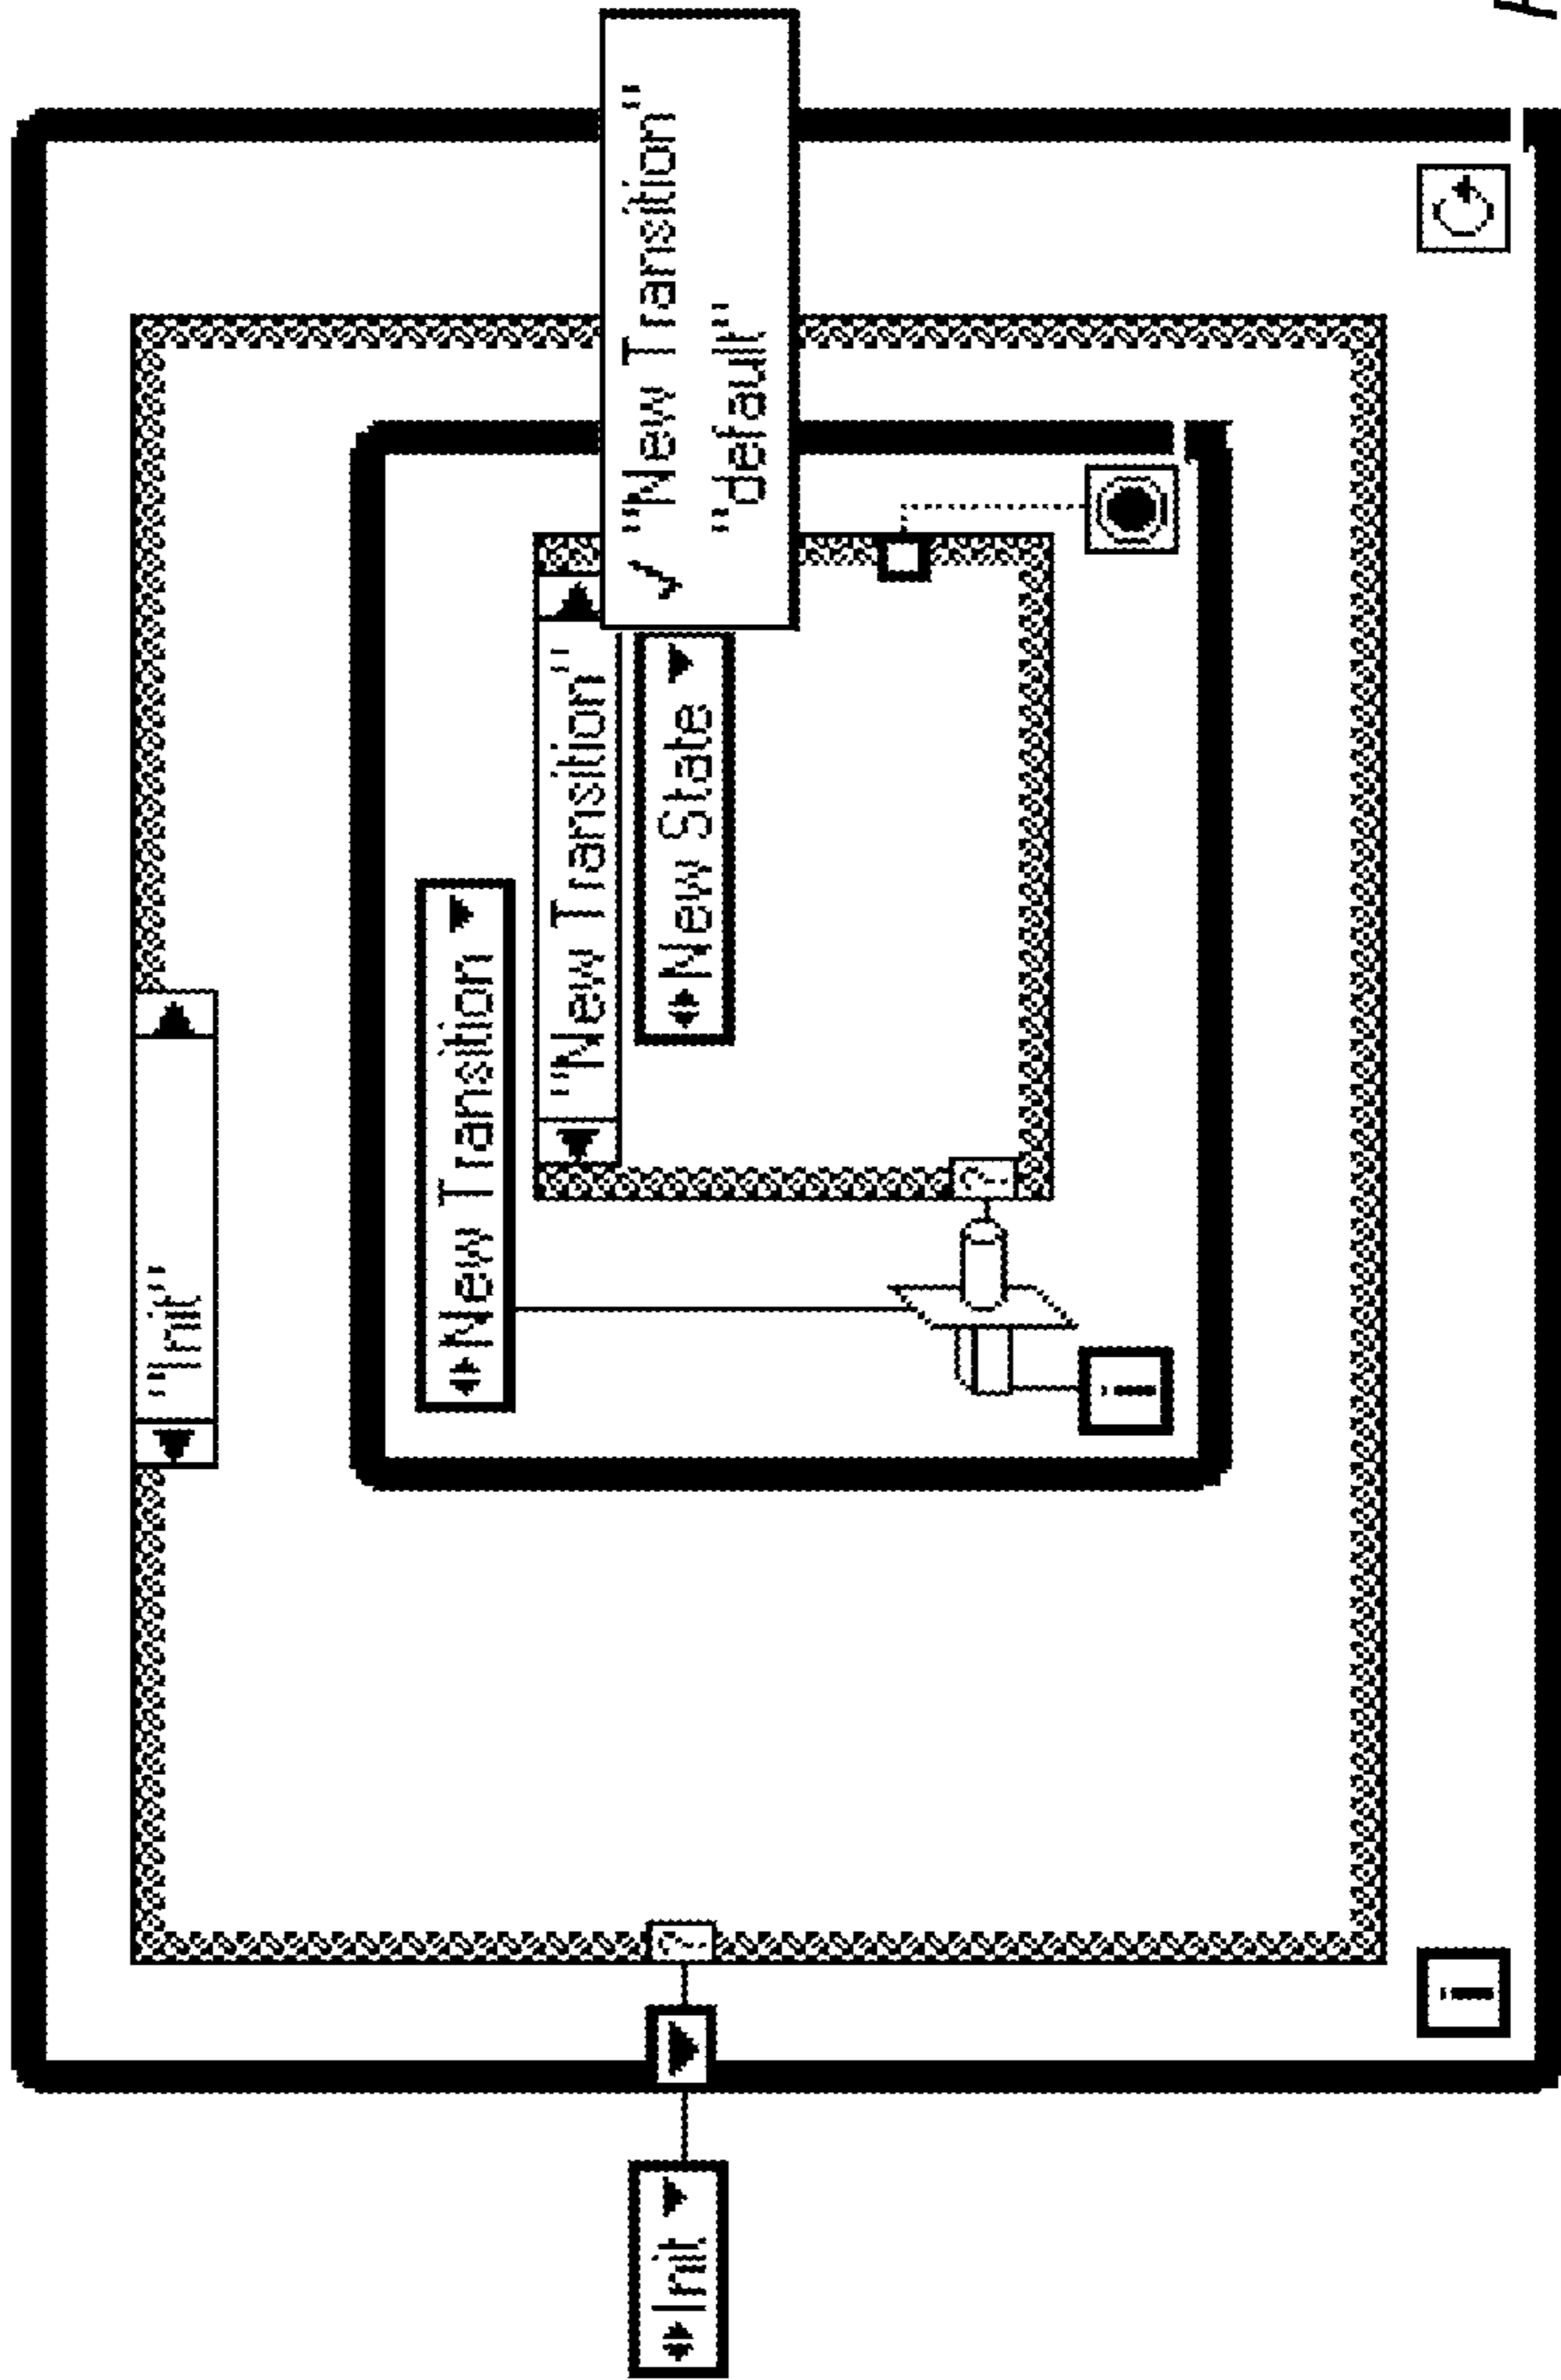 "Init"
New Transition
"New Transition"
✓ "New Transition"
"default"
New State
?
i
?
Init
i